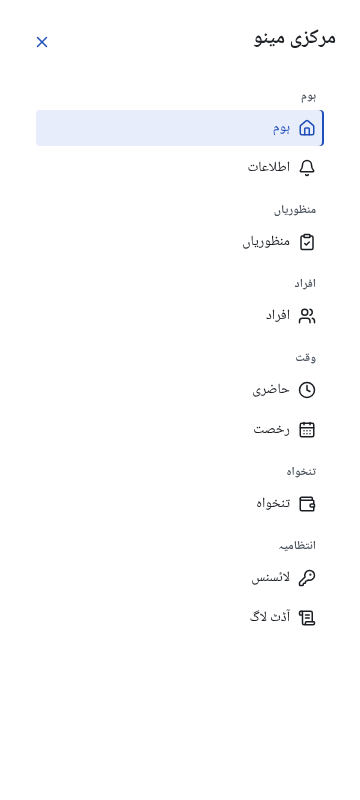 مرکزی مینو
ہوم
ہوم
اطلاعات
منظوریاں
منظوریاں
افراد
افراد
وقت
حاضری
رخصت
تنخواہ
تنخواہ
انتظامیہ
لائسنس
آڈٹ لاگ